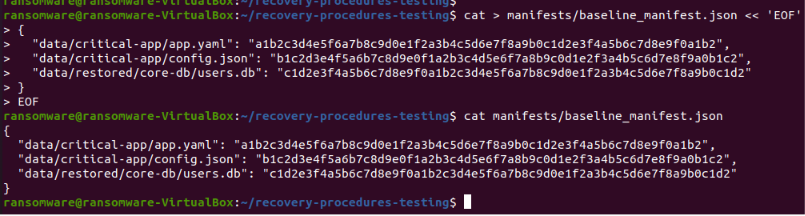 ransomware@ransomware-VirtualBox:~/recovery-procedures-testing$ cat > manifests/baseline_manifest.json << 'EOF'
> {
>   "data/critical-app/app.yaml": "a1b2c3d4e5f6a7b8c9d0e1f2a3b4c5d6e7f8a9b0c1d2e3f4a5b6c7d8e9f0a1b2",
>   "data/critical-app/config.json": "b1c2d3e4f5a6b7c8d9e0f1a2b3c4d5e6f7a8b9c0d1e2f3a4b5c6d7e8f9a0b1c2",
>   "data/restored/core-db/users.db": "c1d2e3f4a5b6c7d8e9f0a1b2c3d4e5f6a7b8c9d0e1f2a3b4c5d6e7f8a9b0c1d2"
> }
> EOF
ransomware@ransomware-VirtualBox:~/recovery-procedures-testing$ cat manifests/baseline_manifest.json
{
  "data/critical-app/app.yaml": "a1b2c3d4e5f6a7b8c9d0e1f2a3b4c5d6e7f8a9b0c1d2e3f4a5b6c7d8e9f0a1b2",
  "data/critical-app/config.json": "b1c2d3e4f5a6b7c8d9e0f1a2b3c4d5e6f7a8b9c0d1e2f3a4b5c6d7e8f9a0b1c2",
  "data/restored/core-db/users.db": "c1d2e3f4a5b6c7d8e9f0a1b2c3d4e5f6a7b8c9d0e1f2a3b4c5d6e7f8a9b0c1d2"
}
ransomware@ransomware-VirtualBox:~/recovery-procedures-testing$